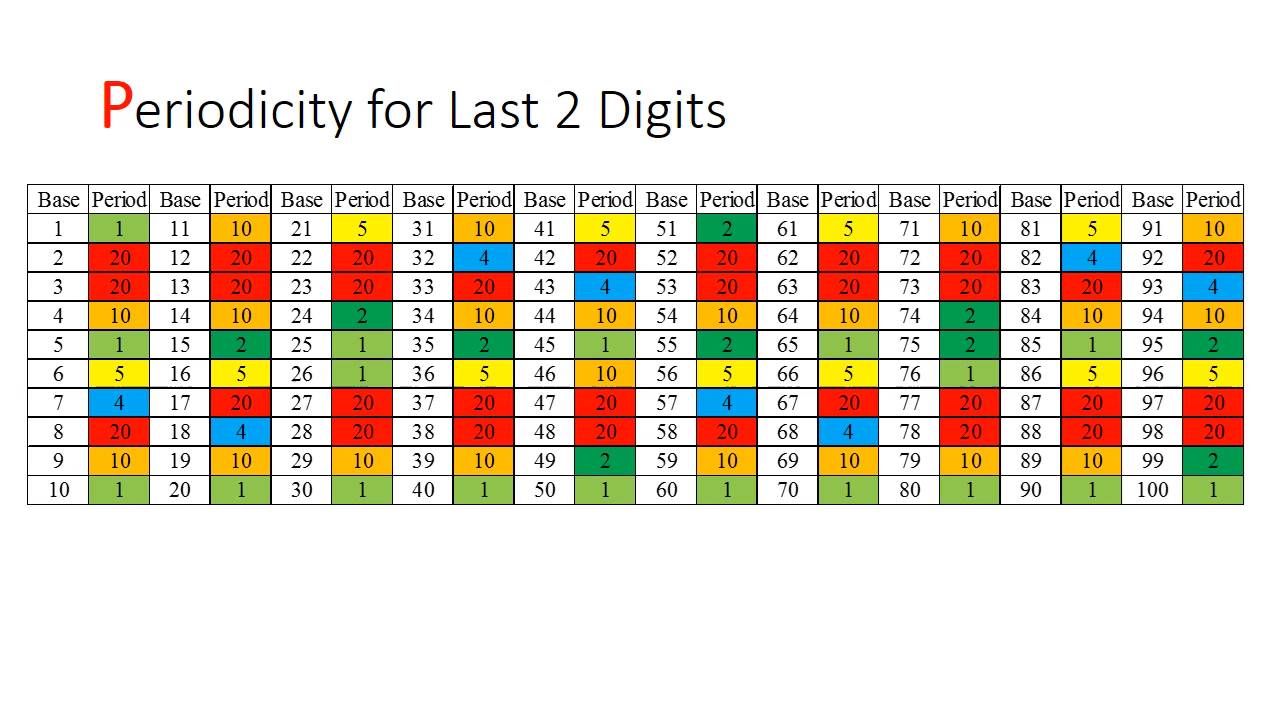 Periodicity for Last 2 Digits
Base Period Base Period Base Period Base Period Base Period Base Period Base Period Base Period Base Period Base Period
1 1 11 10 21 5 31 10 41 5 51 2 61 5 71 10 81 5 91 10
2 20 12 20 22 20 32 4 42 20 52 20 62 20 72 20 82 4 92 20
3 20 13 20 23 20 33 20 43 4 53 20 63 20 73 20 83 20 93 4
4 10 14 10 24 2 34 10 44 10 54 10 64 10 74 2 84 10 94 10
5 1 15 2 25 1 35 2 45 1 55 2 65 1 75 2 85 1 95 2
6 5 16 5 26 1 36 5 46 10 56 5 66 5 76 1 86 5 96 5
7 4 17 20 27 20 37 20 47 20 57 4 67 20 77 20 87 20 97 20
8 20 18 4 28 20 38 20 48 20 58 20 68 4 78 20 88 20 98 20
9 10 19 10 29 10 39 10 49 2 59 10 69 10 79 10 89 10 99 2
10 1 20 1 30 1 40 1 50 1 60 1 70 1 80 1 90 1 100 1